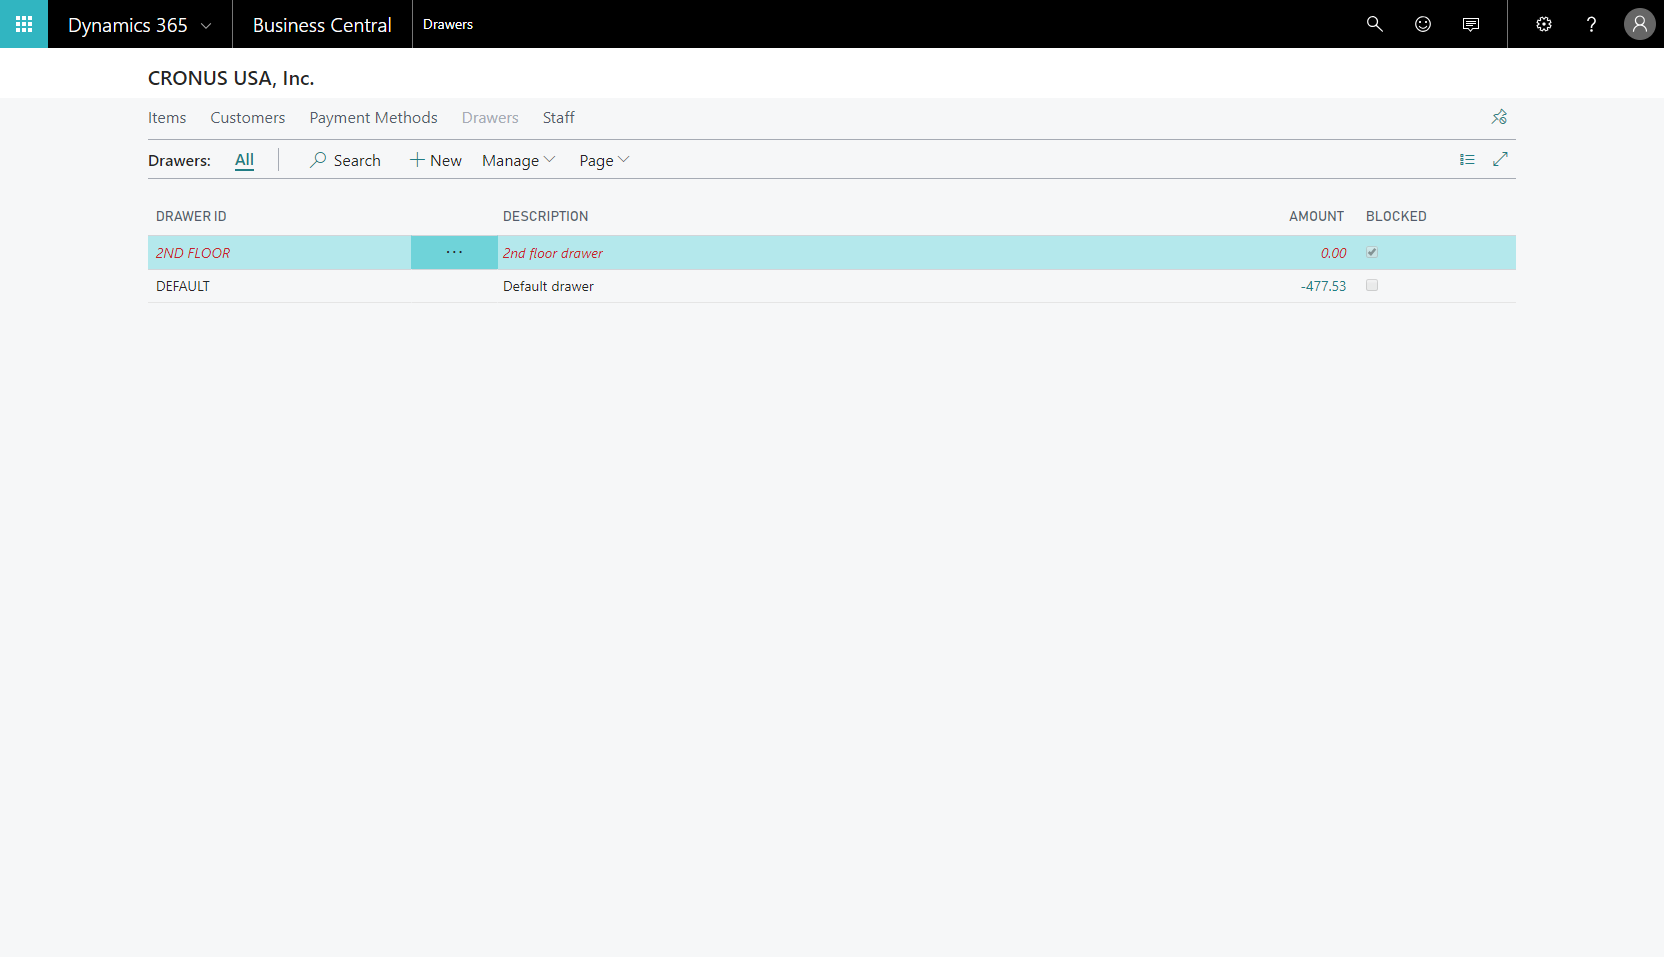 Dynamics 365 Business Central Drawers
CRONUS USA, Inc.
Items Customers Payment Methods Drawers Staff
Drawers: All Search New Manage Page
DRAWER ID DESCRIPTION AMOUNT BLOCKED
2ND FLOOR ... 2nd floor drawer 0.00
DEFAULT Default drawer -477.53